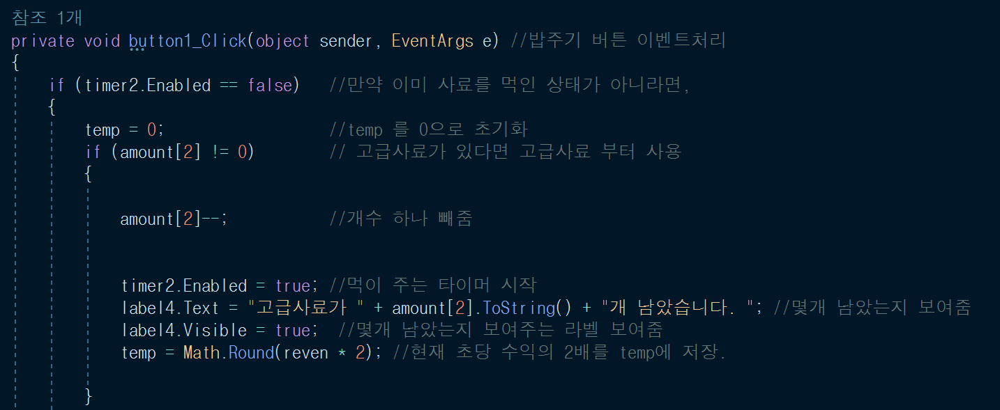 참조 1개
private void button1_Click(object sender, EventArgs e) //밥주기 버튼 이벤트처리
{
if (timer2.Enabled == false) //만약 이미 사료를 먹인 상태가 아니라면,
{
temp = 0; //temp 를 0으로 초기화
if (amount[2] != 0) // 고급사료가 있다면 고급사료 부터 사용
{
amount[2]--; //개수 하나 빼줌
timer2.Enabled = true; //먹이 주는 타이머 시작
label4.Text = "고급사료가 " + amount[2].ToString() + "개 남았습니다. "; //몇개 남았는지 보여줌
label4.Visible = true; //몇개 남았는지 보여주는 라벨 보여줌
temp = Math.Round(reven * 2); //현재 초당 수익의 2배를 temp에 저장.
}